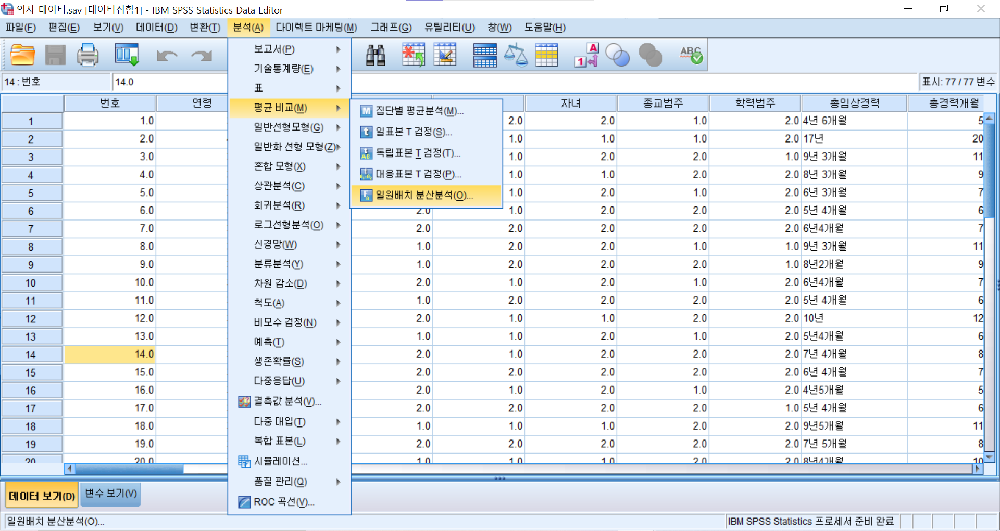 의사 데이터.sav [데이터집합1] - IBM SPSS Statistics Data Editor
파일(F) 편집(E) 보기(V) 데이터(D) 변환(T) 분석(A) 다이렉트 마케팅(M) 그래프(G) 유틸리티(U) 창(W) 도움말(H)
A
1
ABC
14 : 번호 14.0 표시: 77 / 77 변수
보고서(P)
기술통계량(E)
표
평균 비교(M)
일반선형모형(G)
일반화 선형 모형(Z)
혼합 모형(X)
상관분석(C)
회귀분석(R)
로그선형분석(O)
신경망(W)
분류분석(Y)
차원 감소(D)
척도(A)
비모수 검정(N)
예측(T)
생존확률(S)
다중응답(U)
결측값 분석(V)...
다중 대입(T)
복합 표본(L)
시뮬레이션...
품질 관리(Q)
ROC 곡선(V)...
집단별 평균분석(M)...
일표본 T 검정(S)...
독립표본 T 검정(T)...
대응표본 T 검정(P)...
일원배치 분산분석(O)...
번호 연령 자녀 종교범주 학력범주 총임상경력 총경력개월
1 1.0 2.0 2.0 1.0 2.0 4년 6개월 5
2 2.0 1.0 1.0 1.0 2.0 17년 20
3 3.0 1.0 2.0 2.0 1.0 9년 3개월 11
4 4.0 1.0 1.0 2.0 2.0 8년 3개월 9
5 5.0 1.0 2.0 1.0 2.0 6년 3개월 7
6 6.0 2.0 1.0 2.0 2.0 2.0 5년 4개월 6
7 7.0 2.0 2.0 2.0 2.0 2.0 6년4개월 7
8 8.0 1.0 2.0 2.0 1.0 1.0 9년 3개월 11
9 9.0 1.0 2.0 2.0 2.0 1.0 8년2개월 9
10 10.0 2.0 1.0 2.0 1.0 2.0 6년4개월 7
11 11.0 1.0 2.0 2.0 2.0 2.0 5년 4개월 6
12 12.0 2.0 1.0 1.0 2.0 2.0 10년 12
13 13.0 1.0 1.0 2.0 1.0 2.0 5년4개월 6
14 14.0 2.0 1.0 2.0 2.0 2.0 7년 4개월 8
15 15.0 2.0 2.0 2.0 2.0 2.0 6년 4개월 7
16 16.0 2.0 1.0 2.0 1.0 2.0 4년5개월 5
17 17.0 2.0 2.0 2.0 2.0 1.0 5년 4개월 6
18 18.0 1.0 1.0 1.0 2.0 2.0 9년5개월 11
19 19.0 2.0 2.0 2.0 2.0 2.0 7년 5개월 8
20 20.0 1.0 1.0 1.0 2.0 2.0 8년4개월 10
데이터 보기(D) 변수 보기(V)
일원배치 분산분석(O)... IBM SPSS Statistics 프로세서 준비 완료